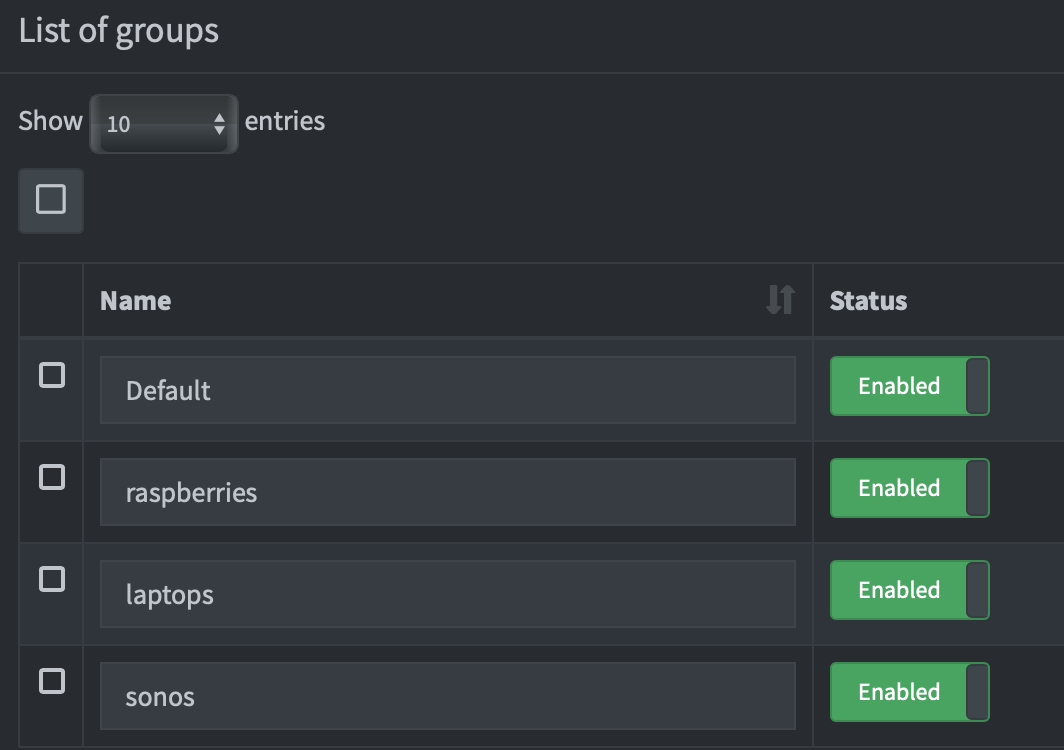 List of groups
Show 10 entries
Name Status
Default Enabled
raspberries Enabled
laptops Enabled
sonos Enabled